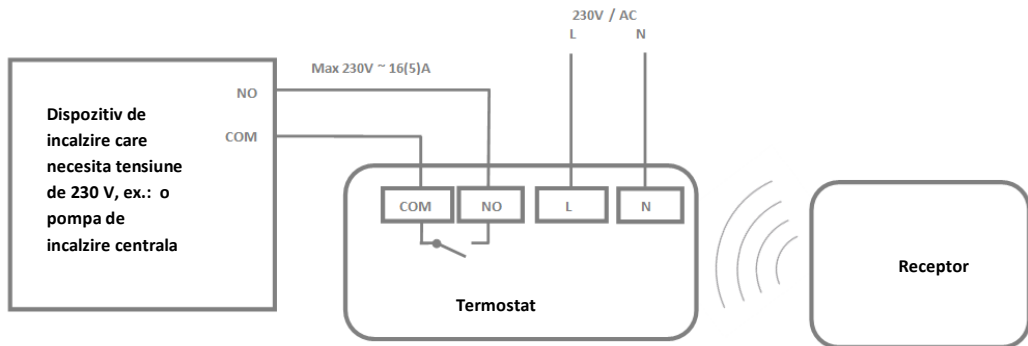 230V / AC
L N
Max 230V ~ 16(5)A
NO
COM
Dispozitiv de
incalzire care
necesita tensiune
de 230 V, ex.: o
pompa de
incalzire centrala
COM NO L N
Termostat
Receptor